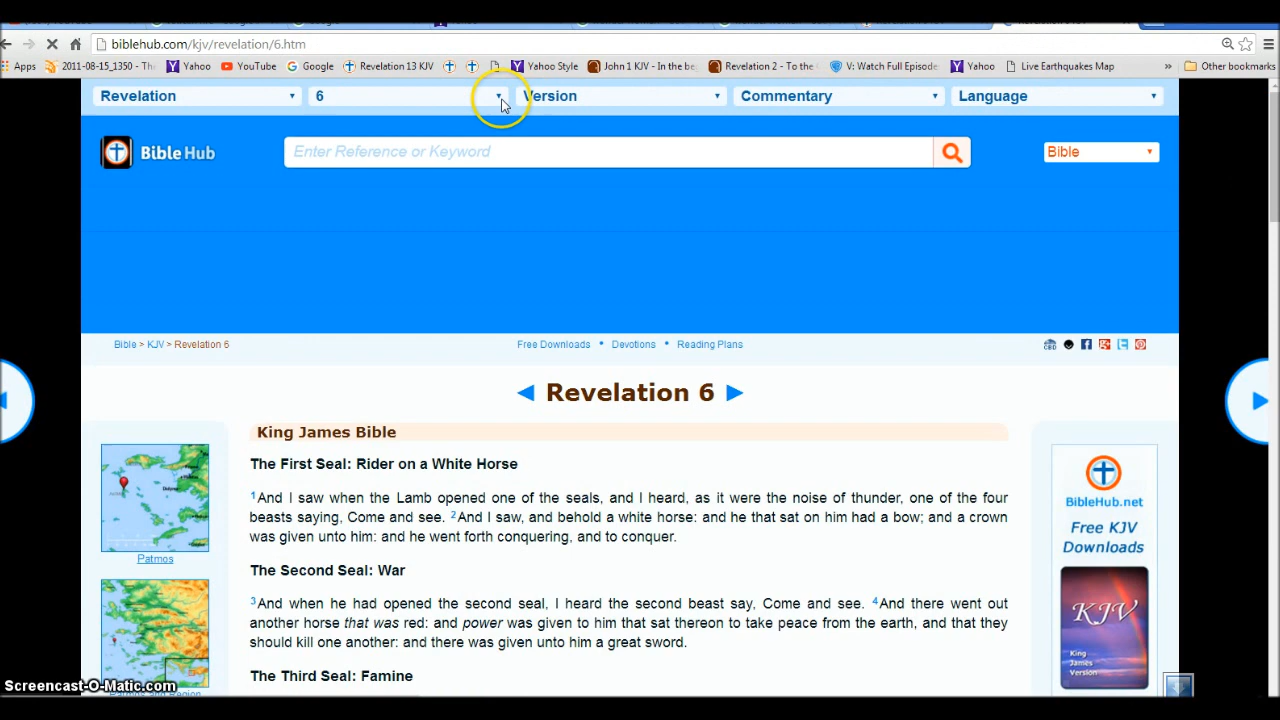 biblehub.com/kjv/revelation/6.htm
Apps 2011-08-15_1350 - Th Yahoo YouTube Google Revelation 13 KJV Yahoo Style John 1 KJV - In the be Revelation 2 - To the V: Watch Full Episode Yahoo Live Earthquakes Map » Other bookmarks
Revelation 6 Version Commentary Language
Bible Hub Enter Reference or Keyword Bible
Bible > KJV > Revelation 6 Free Downloads • Devotions • Reading Plans
Revelation 6
King James Bible
The First Seal: Rider on a White Horse
1And I saw when the Lamb opened one of the seals, and I heard, as it were the noise of thunder, one of the four
beasts saying, Come and see. 2And I saw, and behold a white horse: and he that sat on him had a bow; and a crown
was given unto him: and he went forth conquering, and to conquer.
The Second Seal: War
3And when he had opened the second seal, I heard the second beast say, Come and see. 4And there went out
another horse that was red: and power was given to him that sat thereon to take peace from the earth, and that they
should kill one another: and there was given unto him a great sword.
The Third Seal: Famine
Patmos
Patmos and Region
BibleHub.net
Free KJV
Downloads
KJV
King
James
Version
Screencast-O-Matic.com